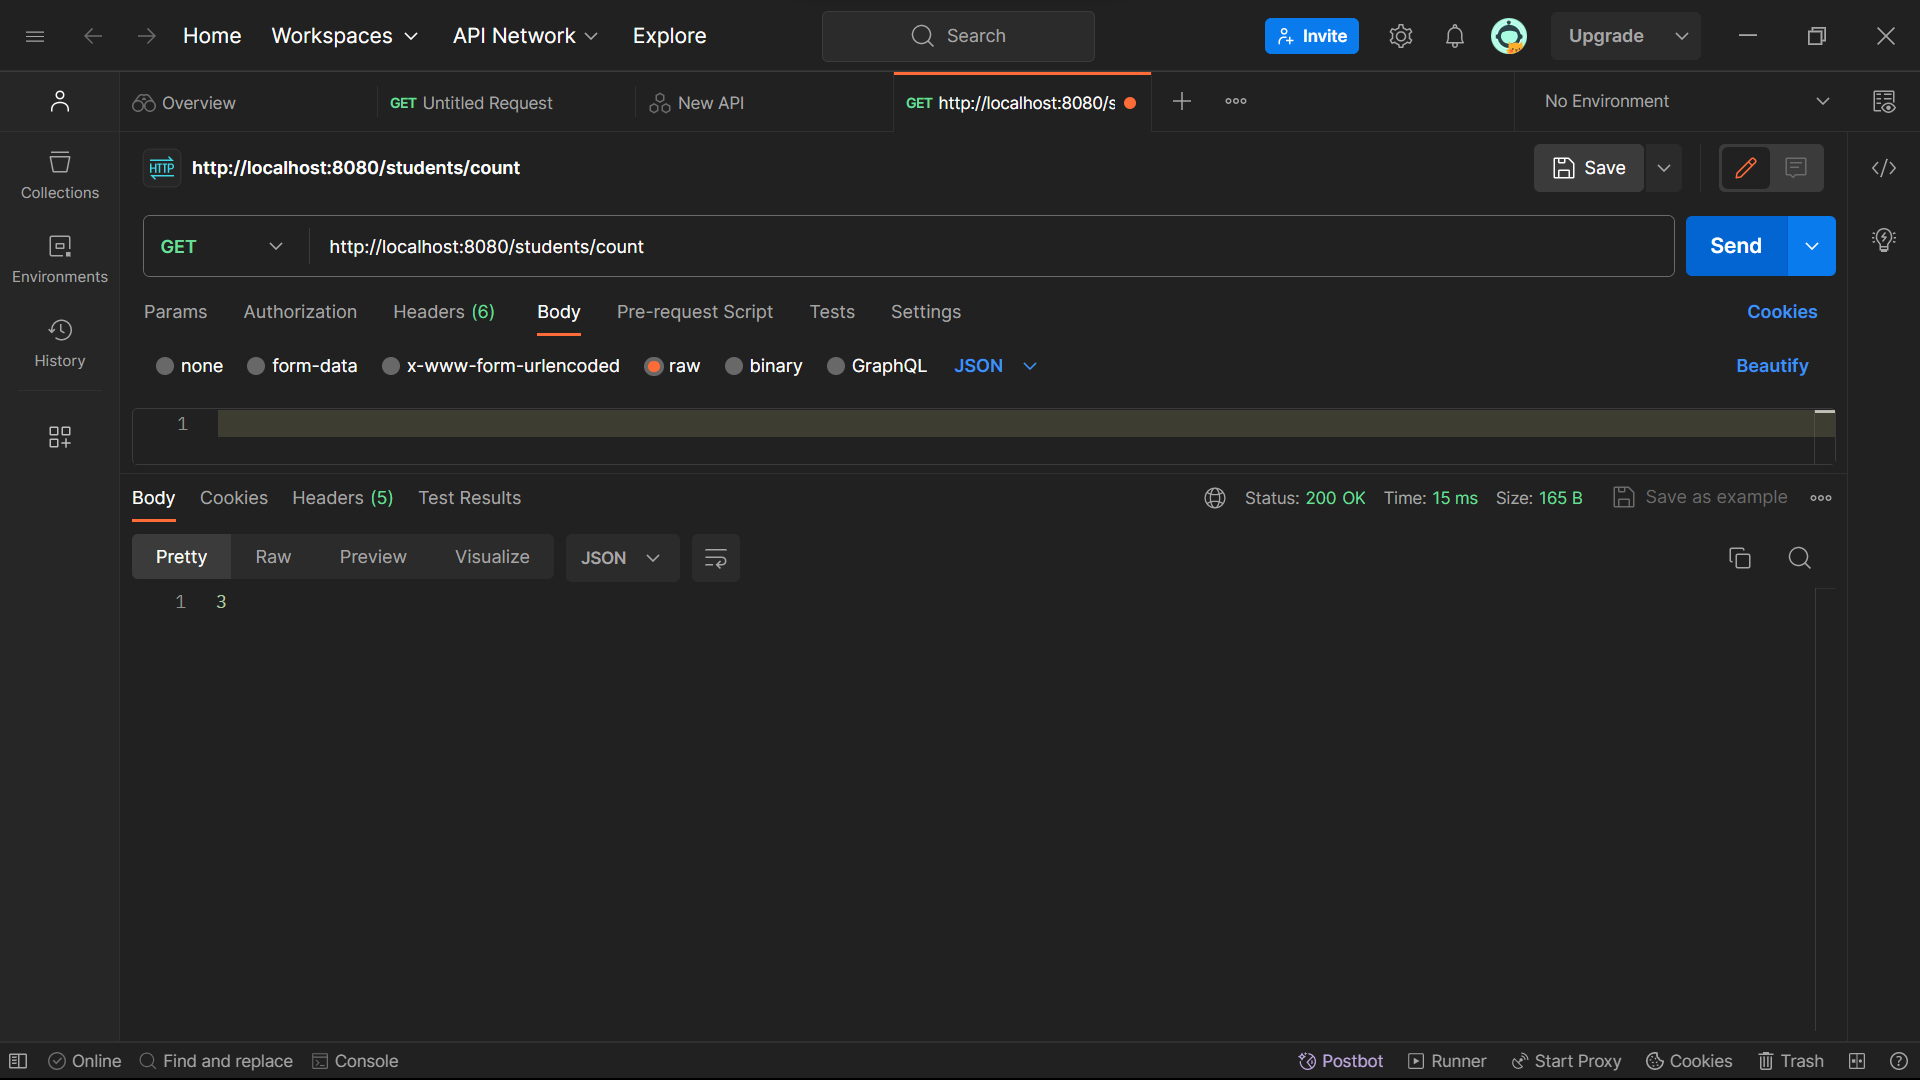 Home Workspaces API Network Explore Search Invite Upgrade
Overview GET Untitled Request New API GET http://localhost:8080/s No Environment
HTTP http://localhost:8080/students/count Save
Collections
GET http://localhost:8080/students/count Send
Environments
Params Authorization Headers (6) Body Pre-request Script Tests Settings Cookies
History
none form-data x-www-form-urlencoded raw binary GraphQL JSON Beautify
1
Body Cookies Headers (5) Test Results Status: 200 OK Time: 15 ms Size: 165 B Save as example
Pretty Raw Preview Visualize JSON
1 3
Online Find and replace Console Postbot Runner Start Proxy Cookies Trash